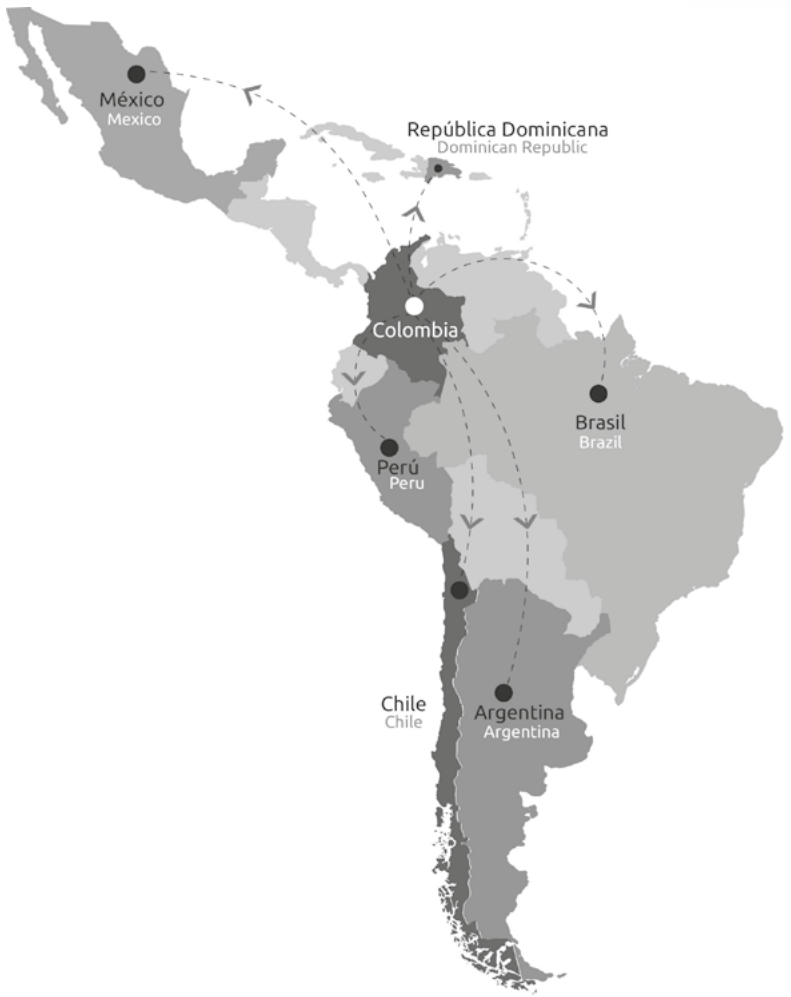 México
Mexico
República Dominicana
Dominican Republic
Colombia
Brasil
Brazil
Perú
Peru
Chile
Chile
Argentina
Argentina